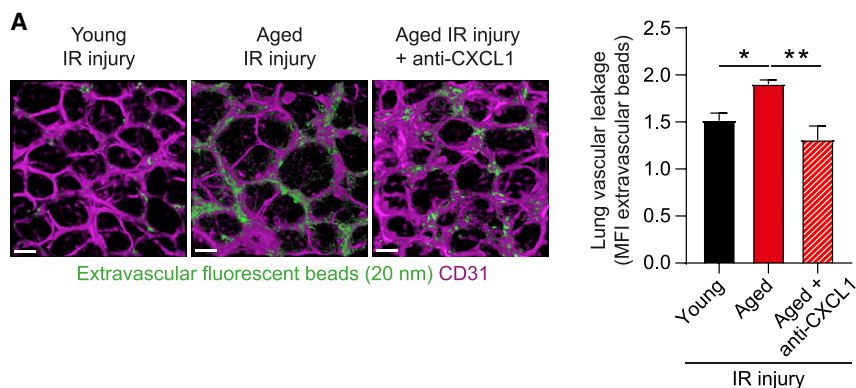 A
Young
IR injury
Aged
IR injury
Aged IR injury
+ anti-CXCL1
Extravascular fluorescent beads (20 nm) CD31
Lung vascular leakage
(MFI extravascular beads)
2.5
2.0
1.5
1.0
0.5
0.0
*
**
Young
Aged
Aged +
anti-CXCL1
IR injury